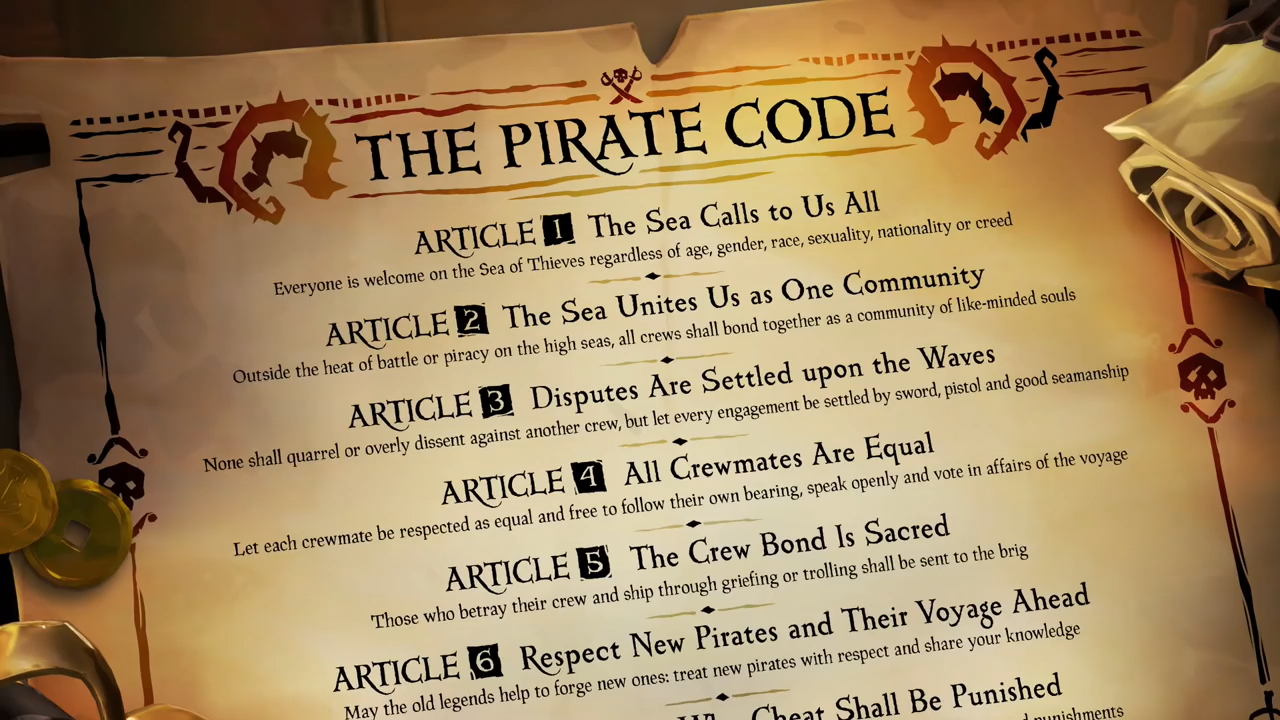 THE PIRATE CODE
ARTICLE 1 The Sea Calls to Us All
Everyone is welcome on the Sea of Thieves regardless of age, gender, race, sexuality, nationality or creed
ARTICLE 2 The Sea Unites Us as One Community
Outside the heat of battle or piracy on the high seas, all crews shall bond together as a community of like-minded souls
ARTICLE 3 Disputes Are Settled upon the Waves
None shall quarrel or overly dissent against another crew, but let every engagement be settled by sword, pistol and good seamanship
ARTICLE 4 All Crewmates Are Equal
Let each crewmate be respected as equal and free to follow their own bearing, speak openly and vote in affairs of the voyage
ARTICLE 5 The Crew Bond Is Sacred
Those who betray their crew and ship through griefing or trolling shall be sent to the brig
ARTICLE 6 Respect New Pirates and Their Voyage Ahead
May the old legends help to forge new ones: treat new pirates with respect and share your knowledge
Cheat Shall Be Punished
punishments